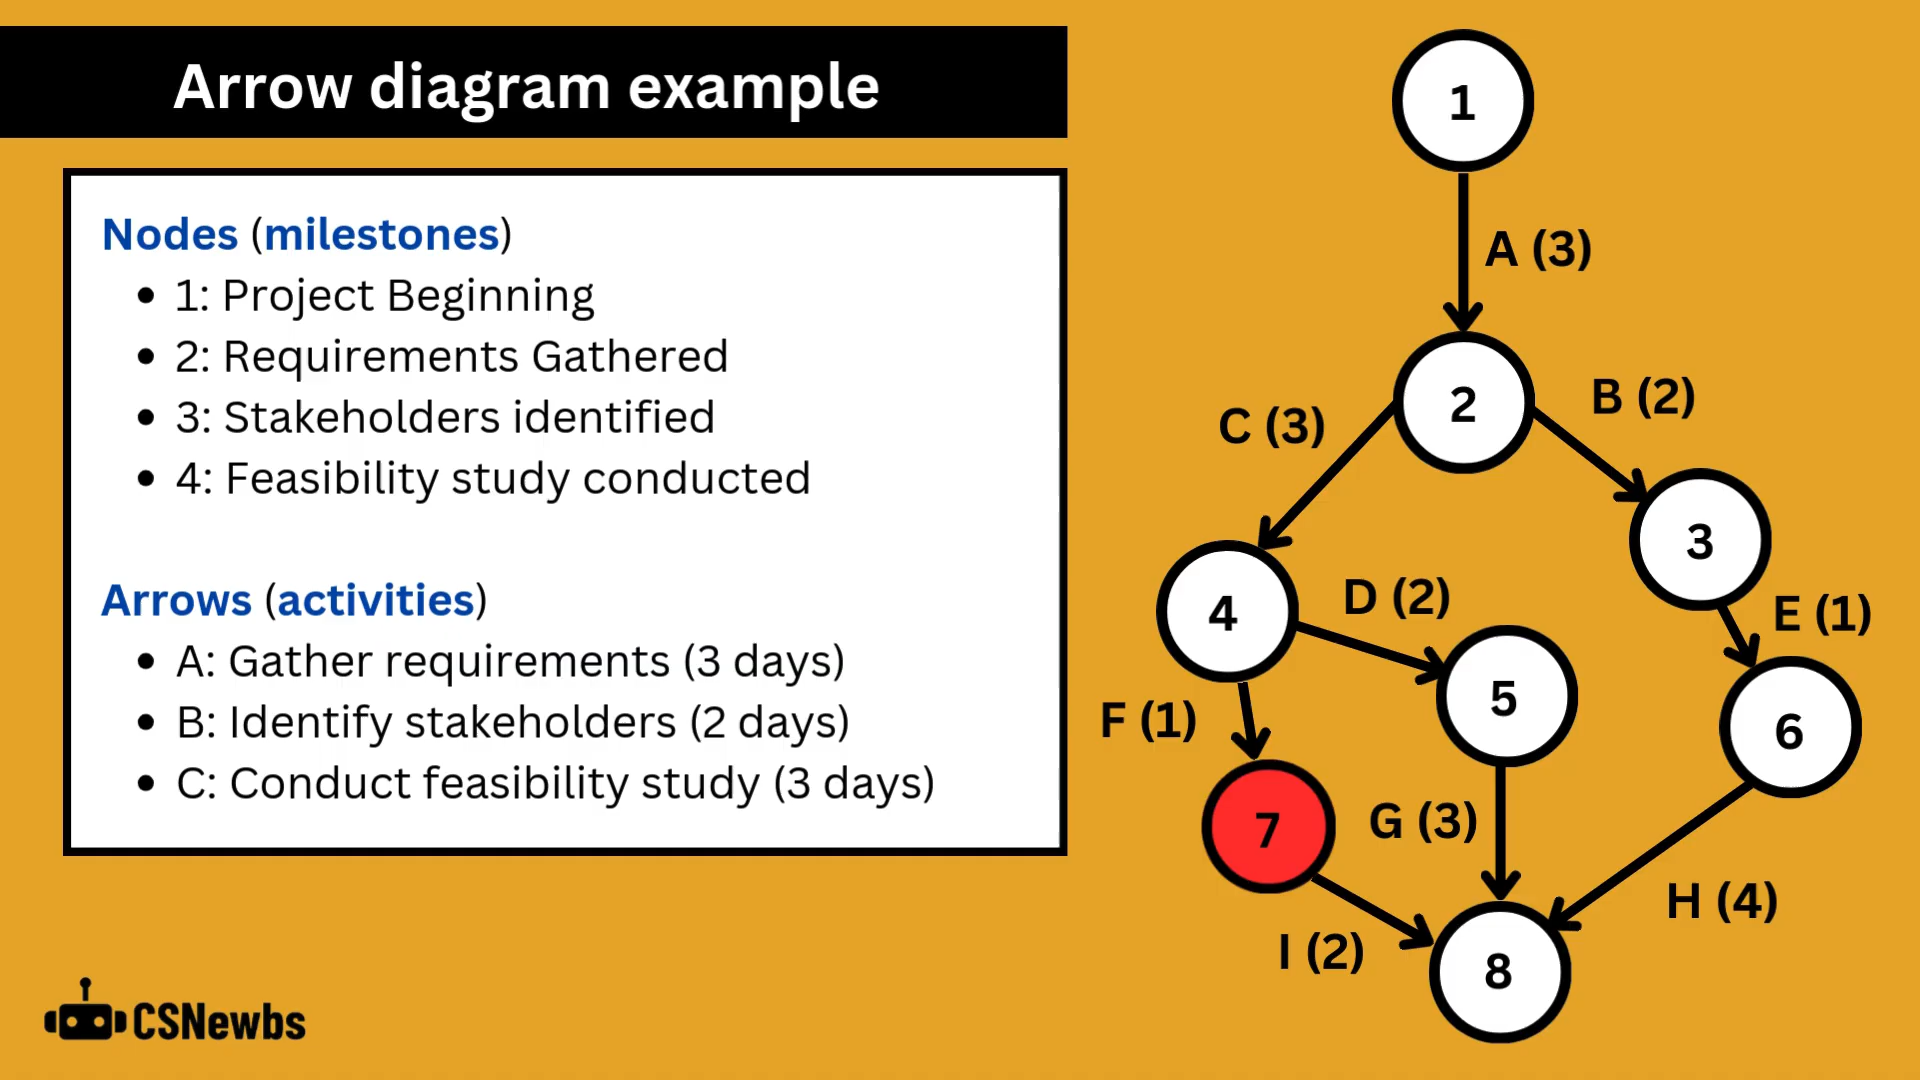 Arrow diagram example
Nodes (milestones)
• 1: Project Beginning
• 2: Requirements Gathered
• 3: Stakeholders identified
• 4: Feasibility study conducted
Arrows (activities)
• A: Gather requirements (3 days)
• B: Identify stakeholders (2 days)
• C: Conduct feasibility study (3 days)
CSNewbs
1
A (3)
2
B (2)
C (3)
3
4
D (2)
E (1)
5
6
F (1)
7
G (3)
H (4)
I (2)
8